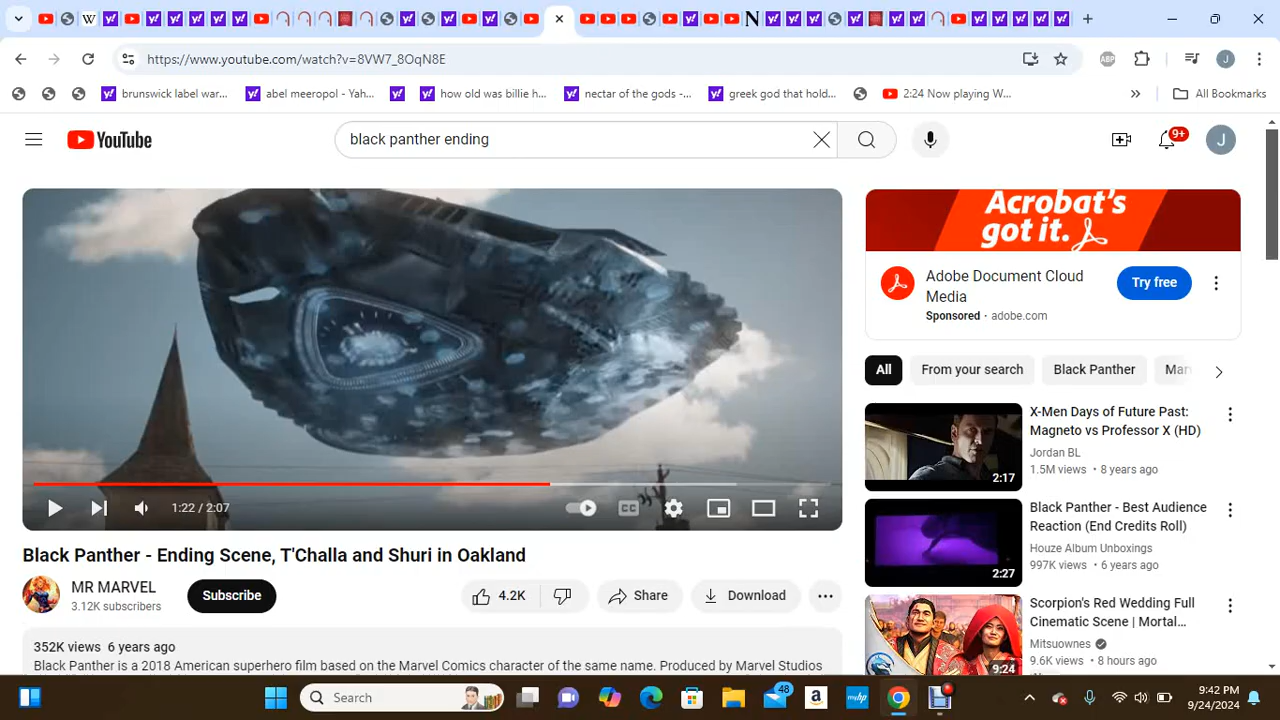 https://www.youtube.com/watch?v=8VW7_8OqN8E
ABP
J
brunswick label war...
abel meeropol - Yah...
how old was billie h...
nectar of the gods -...
greek god that hold...
2:24 Now playing W...
All Bookmarks
YouTube
black panther ending
9+
J
Acrobat's
got it.
Adobe Document Cloud
Media
Sponsored · adobe.com
Try free
All
From your search
Black Panther
Mar
1:22 / 2:07
CC
X-Men Days of Future Past:
Magneto vs Professor X (HD)
Jordan BL
1.5M views • 8 years ago
2:17
Black Panther - Best Audience
Reaction (End Credits Roll)
Houze Album Unboxings
997K views • 6 years ago
2:27
Scorpion's Red Wedding Full
Cinematic Scene | Mortal...
Mitsuownes
9.6K views • 8 hours ago
9:24
Black Panther - Ending Scene, T'Challa and Shuri in Oakland
MR MARVEL
3.12K subscribers
Subscribe
4.2K
Share
Download
352K views 6 years ago
Black Panther is a 2018 American superhero film based on the Marvel Comics character of the same name. Produced by Marvel Studios
Search
48
9:42 PM
9/24/2024